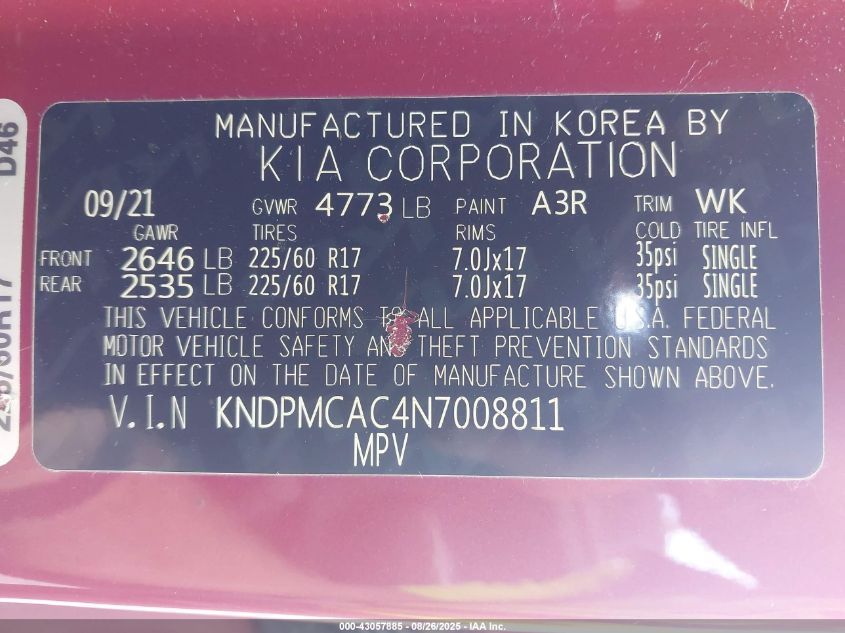 MANUFACTURED IN KOREA BY
KIA CORPORATION
09/21 GVWR 4773 LB PAINT A3R TRIM WK
GAWR TIRES RIMS COLD TIRE INFL
FRONT 2646 LB 225/60 R17 7.0Jx17 35psi SINGLE
REAR 2535 LB 225/60 R17 7.0Jx17 35psi SINGLE
THIS VEHICLE CONFORMS TO ALL APPLICABLE U.S.A. FEDERAL
MOTOR VEHICLE SAFETY AND THEFT PREVENTION STANDARDS
IN EFFECT ON THE DATE OF MANUFACTURE SHOWN ABOVE.
V.I.N KNDPMCAC4N7008811
MPV
D46
000-43057885 - 08/26/2025 - IAA Inc.